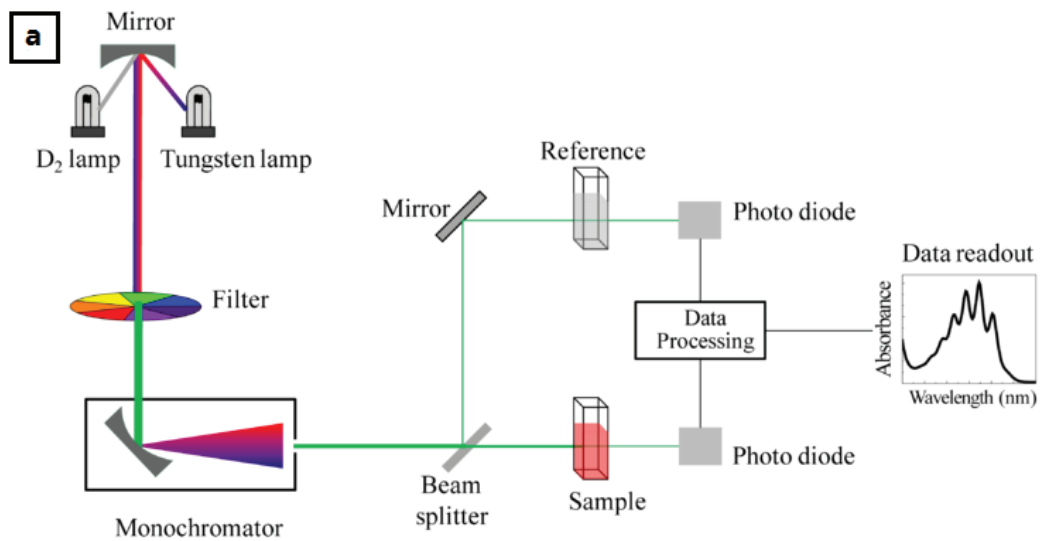 a
Mirror
D₂ lamp
Tungsten lamp
Reference
Mirror
Photo diode
Data readout
Filter
Data
Processing
Absorbance
Wavelength (nm)
Photo diode
Beam
splitter
Sample
Monochromator